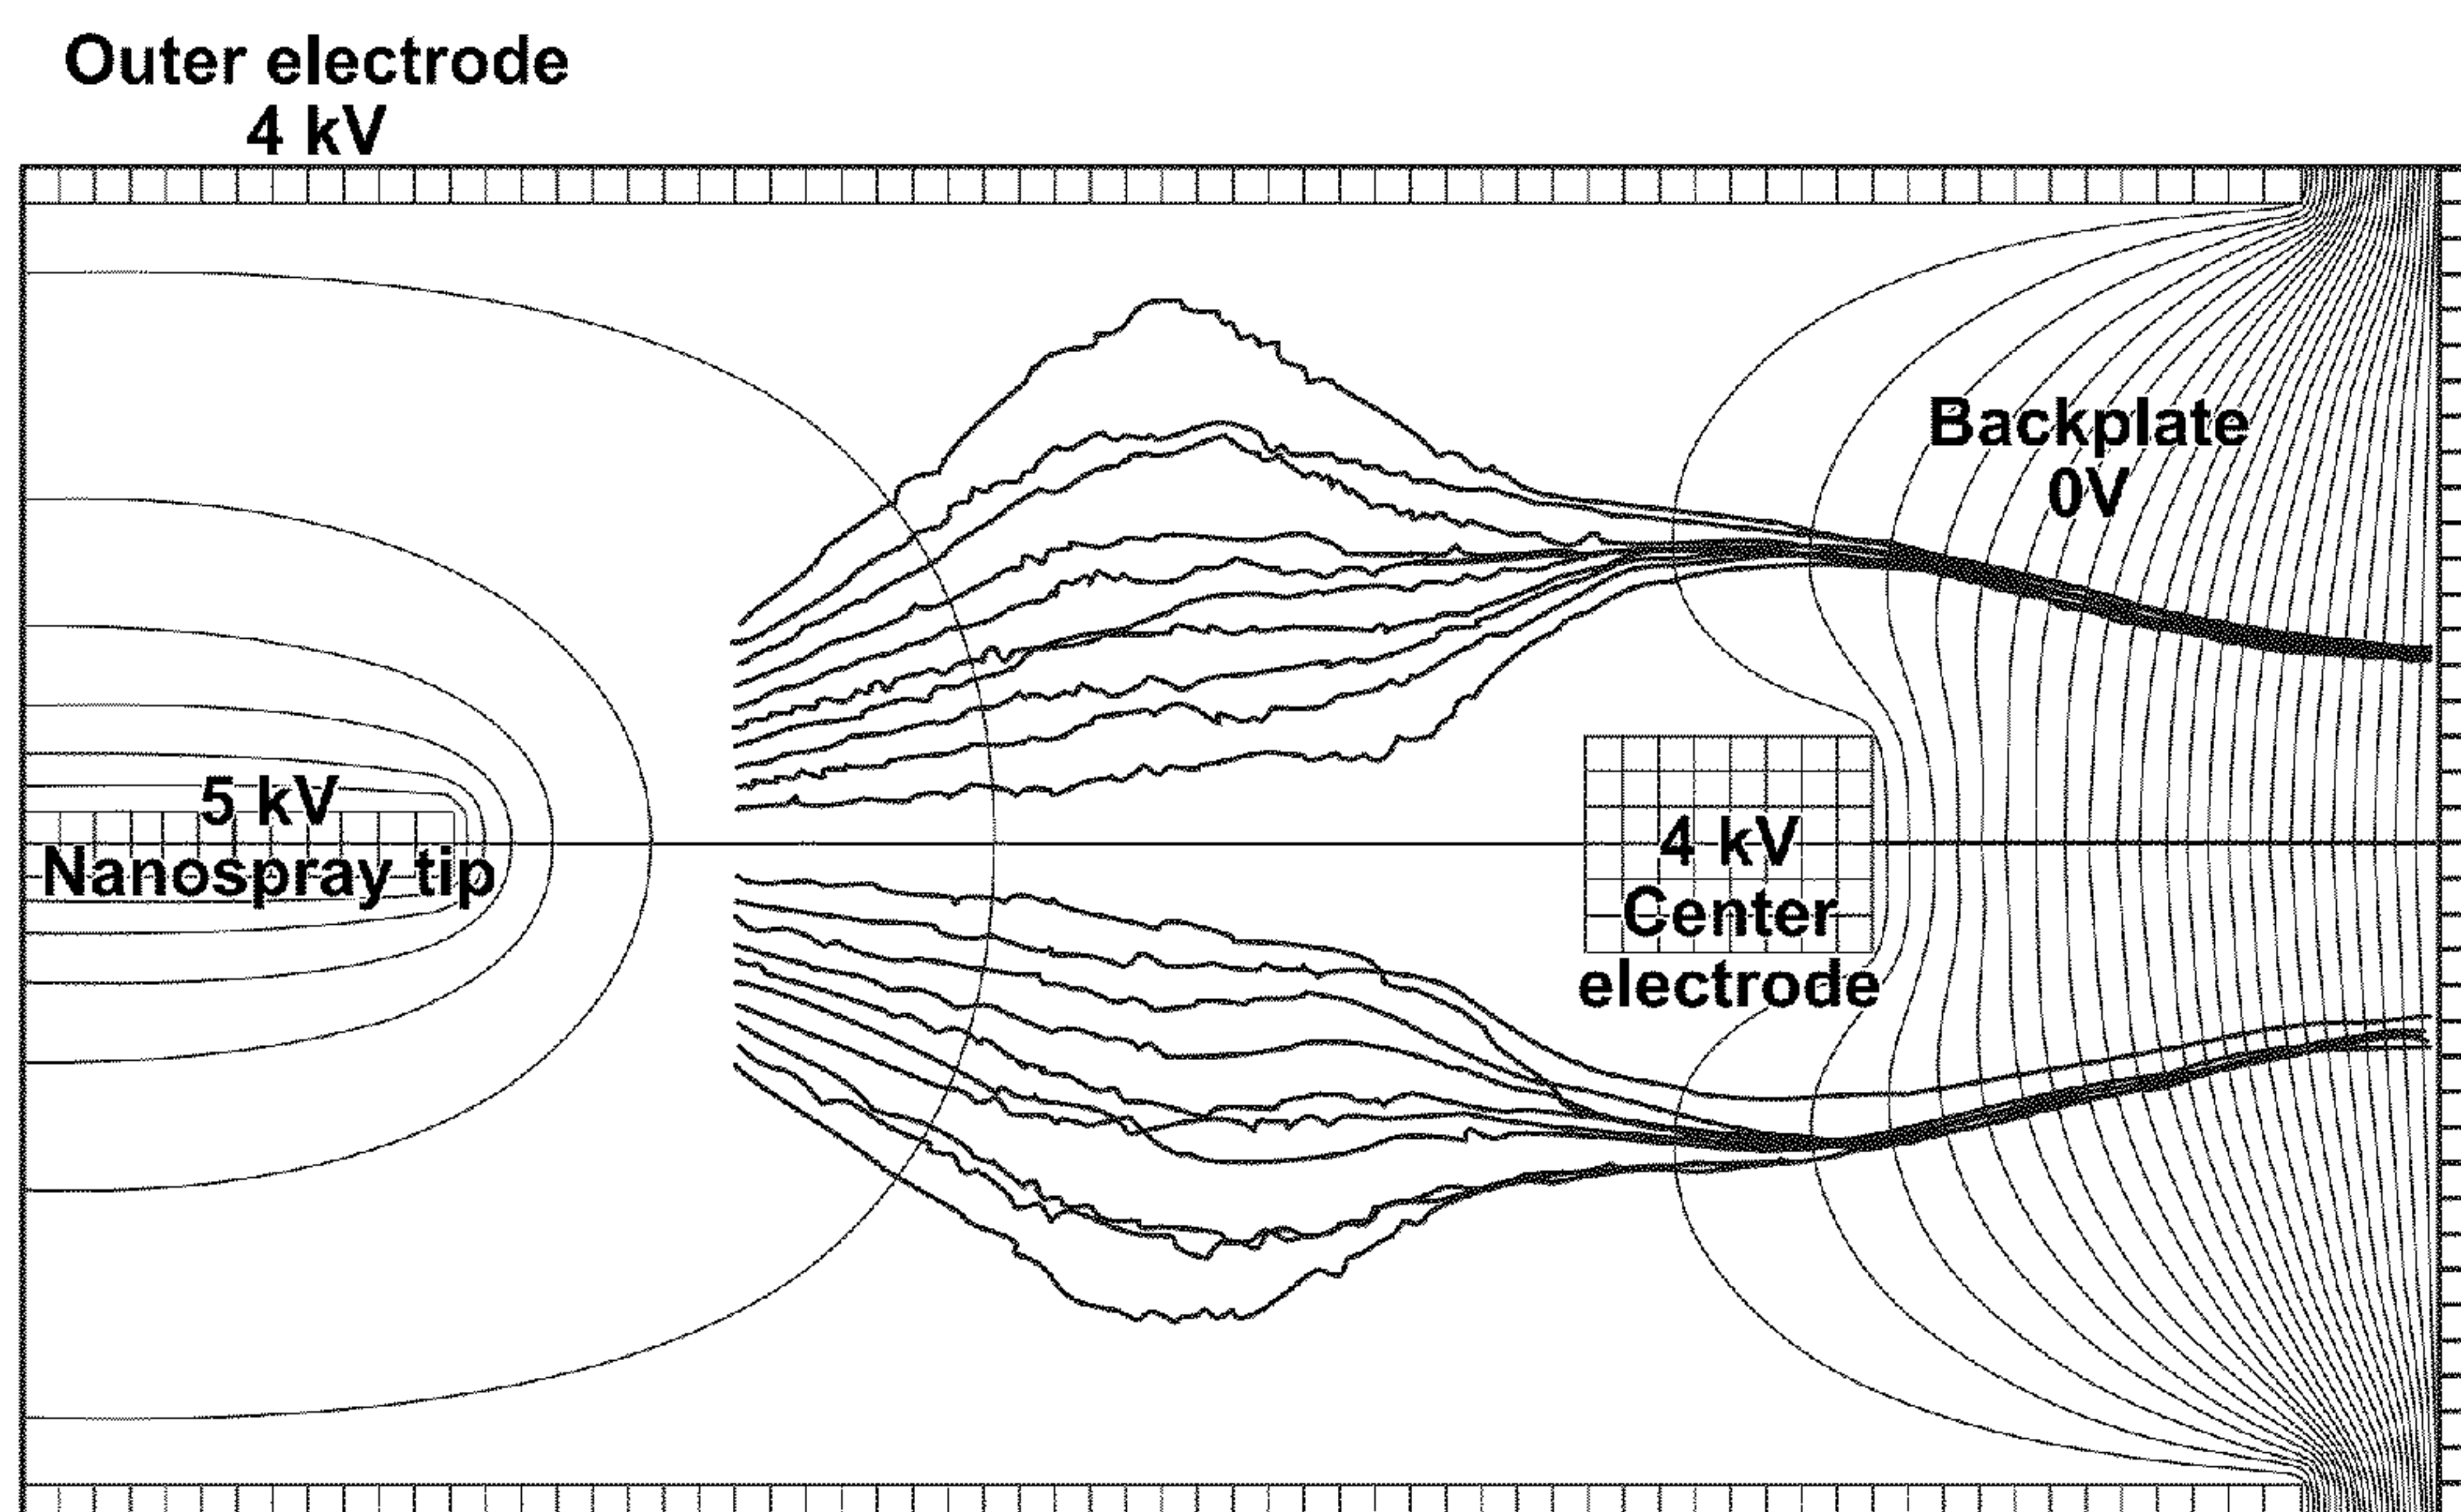 Outer electrode
4 kV
Backplate
0V
5 kV
Nanospray tip
4 kV
Center
electrode